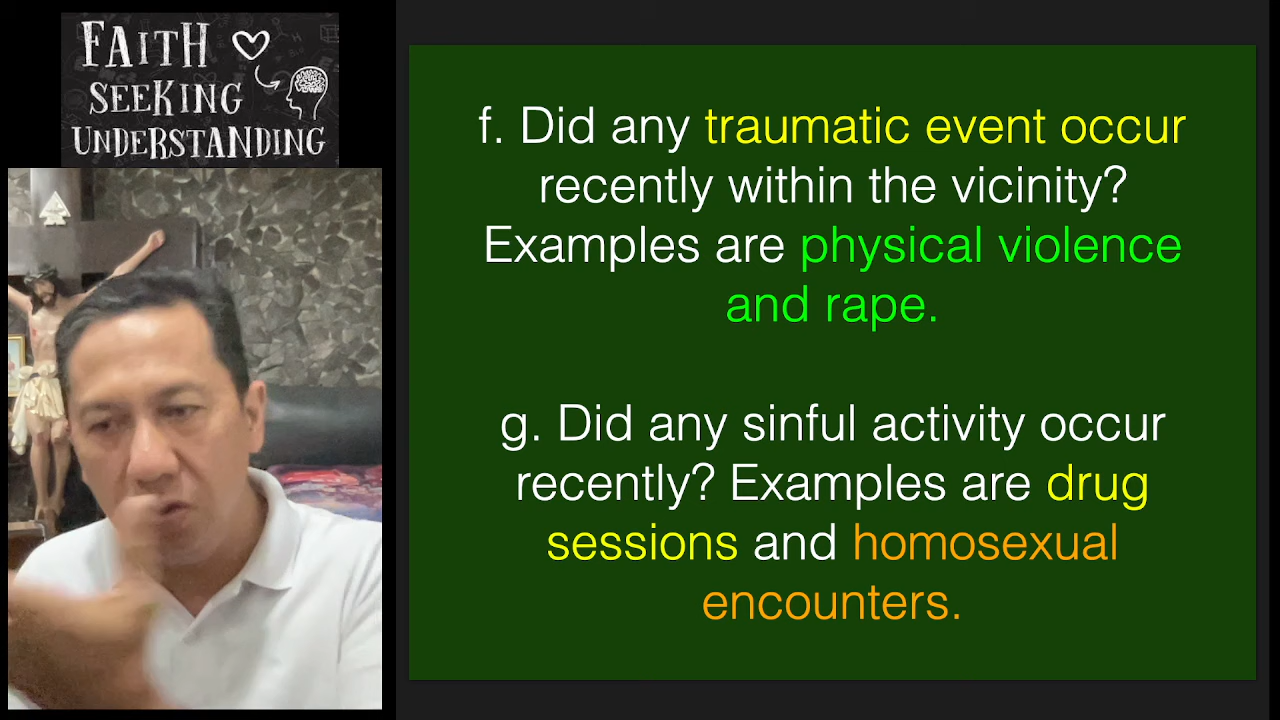 FAITH
SEEKING
UNDERSTANDING
f. Did any traumatic event occur
recently within the vicinity?
Examples are physical violence
and rape.
g. Did any sinful activity occur
recently? Examples are drug
sessions and homosexual
encounters.